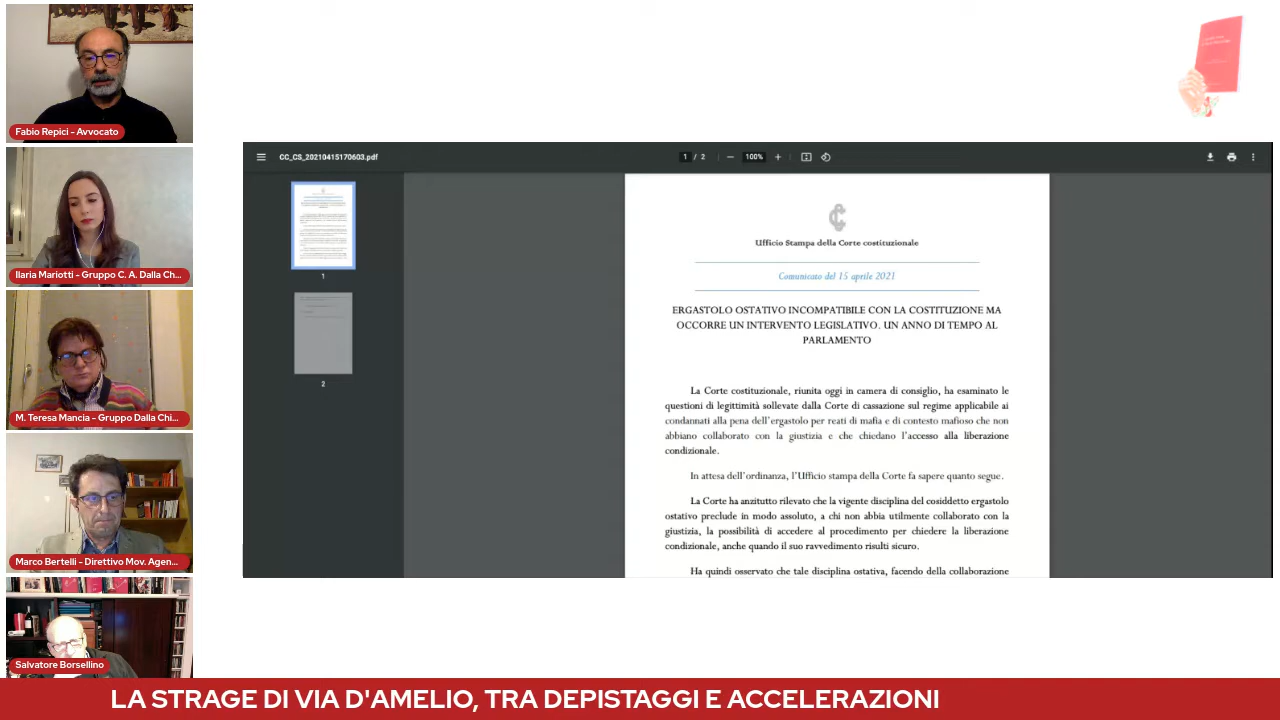 Fabio Repici - Avvocato
Ilaria Mariotti - Gruppo C. A. Dalla Ch...
M. Teresa Mancia - Gruppo Dalla Chi...
Marco Bertelli - Direttivo Mov. Agen...
Salvatore Borsellino
CC_CS_20210415170603.pdf
1 / 2
100%
1
2
Ufficio Stampa della Corte costituzionale
Comunicato del 15 aprile 2021
ERGASTOLO OSTATIVO INCOMPATIBILE CON LA COSTITUZIONE MA
OCCORRE UN INTERVENTO LEGISLATIVO. UN ANNO DI TEMPO AL
PARLAMENTO
La Corte costituzionale, riunita oggi in camera di consiglio, ha esaminato le
questioni di legittimità sollevate dalla Corte di cassazione sul regime applicabile ai
condannati alla pena dell'ergastolo per reati di mafia e di contesto mafioso che non
abbiano collaborato con la giustizia e che chiedano l'accesso alla liberazione
condizionale.
In attesa dell'ordinanza, l'Ufficio stampa della Corte fa sapere quanto segue.
La Corte ha anzitutto rilevato che la vigente disciplina del cosiddetto ergastolo
ostativo preclude in modo assoluto, a chi non abbia utilmente collaborato con la
giustizia, la possibilità di accedere al procedimento per chiedere la liberazione
condizionale, anche quando il suo ravvedimento risulti sicuro.
Ha quindi osservato che tale disciplina ostativa, facendo della collaborazione
LA STRAGE DI VIA D'AMELIO, TRA DEPISTAGGI E ACCELERAZIONI